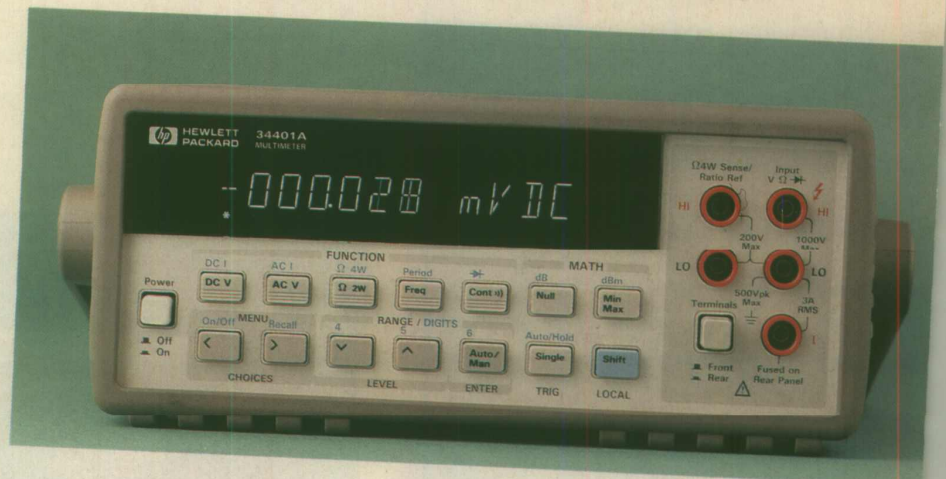 hp HEWLETT PACKARD 34401A MULTIMETER
-000.028 mV DC
*
Ω4W Sense/ Ratio Ref
Input V Ω
HI
HI
200V Max
1000V
LO
LO
500Vpk Max
3A RMS
Terminals
I
Front
Rear
Fused on Rear Panel
FUNCTION
MATH
DC I
AC I
Ω 4W
Period
dB
dBm
Power
DC V
AC V
Ω 2W
Freq
Cont
Null
Min Max
Off
On
MENU
RANGE / DIGITS
On/Off
Recall
4
5
6
Auto/Hold
<
>
Auto/ Man
Single
Shift
CHOICES
LEVEL
ENTER
TRIG
LOCAL